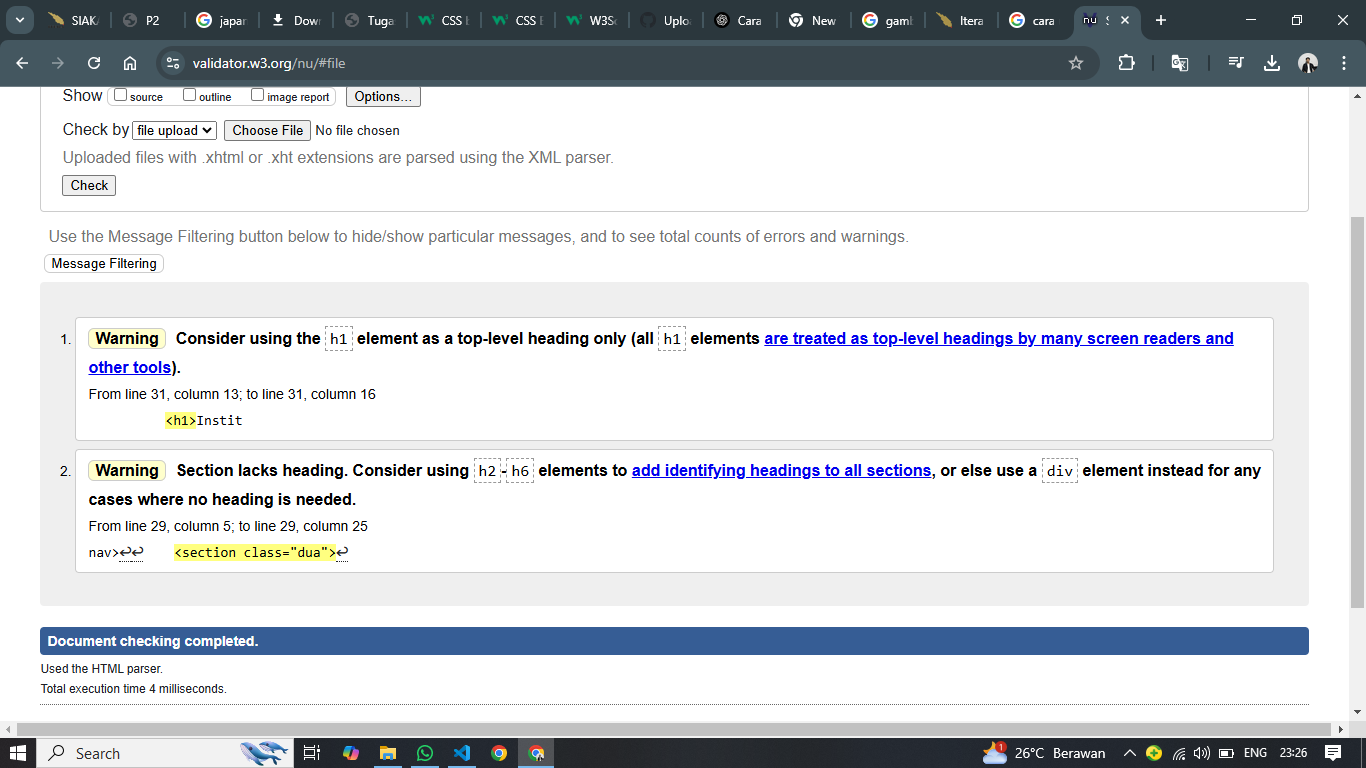 SIAKA
P2
japan
Down
Tuga
CSS B
CSS B
W3Sc
Uplo
Cara
New
gamb
Itera
cara
nu
validator.w3.org/nu/#file
Show source outline image report Options...
Check by file upload Choose File No file chosen
Uploaded files with .xhtml or .xht extensions are parsed using the XML parser.
Check
Use the Message Filtering button below to hide/show particular messages, and to see total counts of errors and warnings.
Message Filtering
1. Warning Consider using the h1 element as a top-level heading only (all h1 elements are treated as top-level headings by many screen readers and
other tools).
From line 31, column 13; to line 31, column 16
<h1>Instit
2. Warning Section lacks heading. Consider using h2-h6 elements to add identifying headings to all sections, or else use a div element instead for any
cases where no heading is needed.
From line 29, column 5; to line 29, column 25
nav>↩↩ <section class="dua">↩
Document checking completed.
Used the HTML parser.
Total execution time 4 milliseconds.
Search
1
26°C Berawan
ENG
23:26